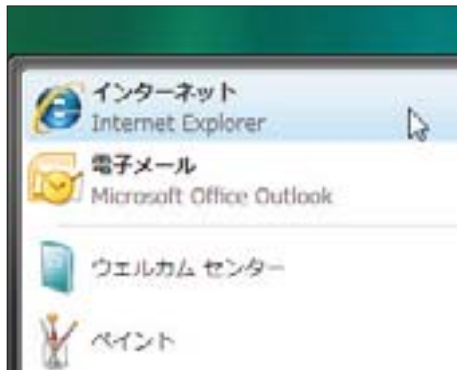 インターネット
Internet Explorer
電子メール
Microsoft Office Outlook
ウェルカム センター
ペイント